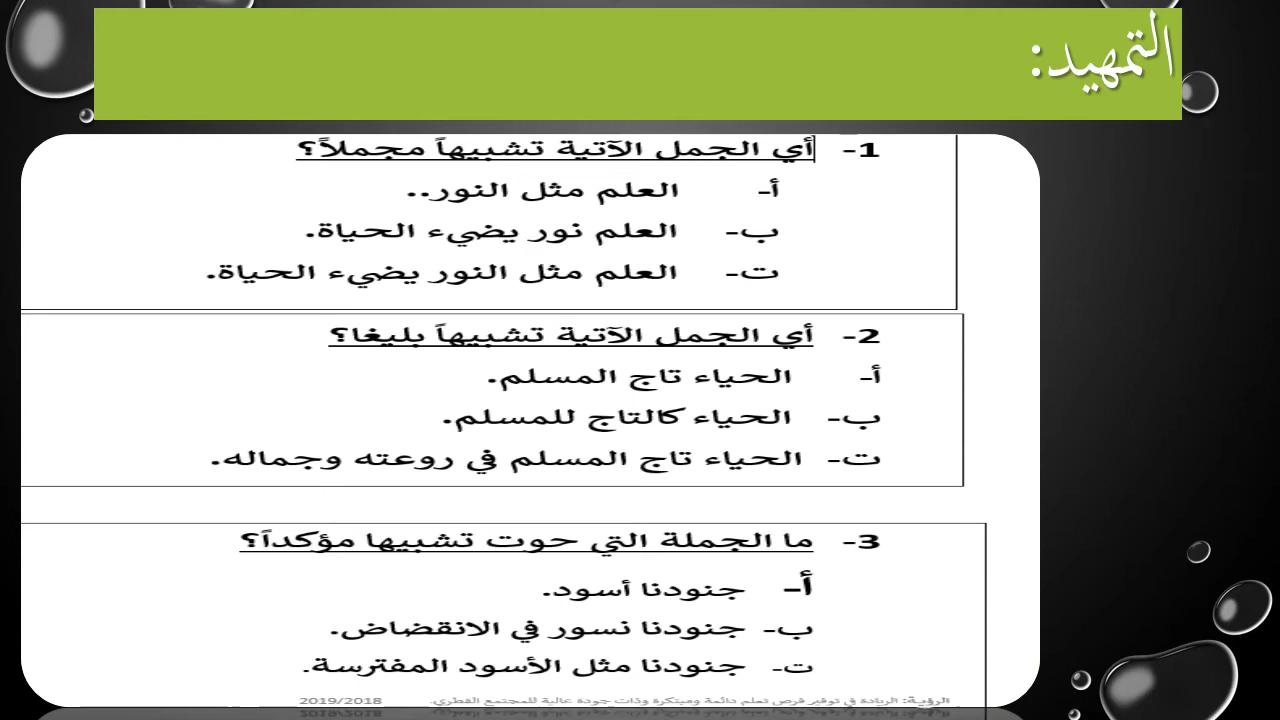 التمهيد:
1- أي الجمل الآتية تشبيهاً مجملاً؟
أ- العلم مثل النور..
ب- العلم نور يضيء الحياة.
ت- العلم مثل النور يضيء الحياة.
2- أي الجمل الآتية تشبيهاً بليغا؟
أ- الحياء تاج المسلم.
ب- الحياء كالتاج للمسلم.
ت- الحياء تاج المسلم في روعته وجماله.
3- ما الجملة التي حوت تشبيها مؤكداً؟
أ- جنودنا أسود.
ب- جنودنا نسور في الانقضاض.
ت- جنودنا مثل الأسود المفترسة.
الرؤية: الريادة في توفير فرص تعلم دائمة ومبتكرة وذات جودة عالية للمجتمع القطري. 2019/2018